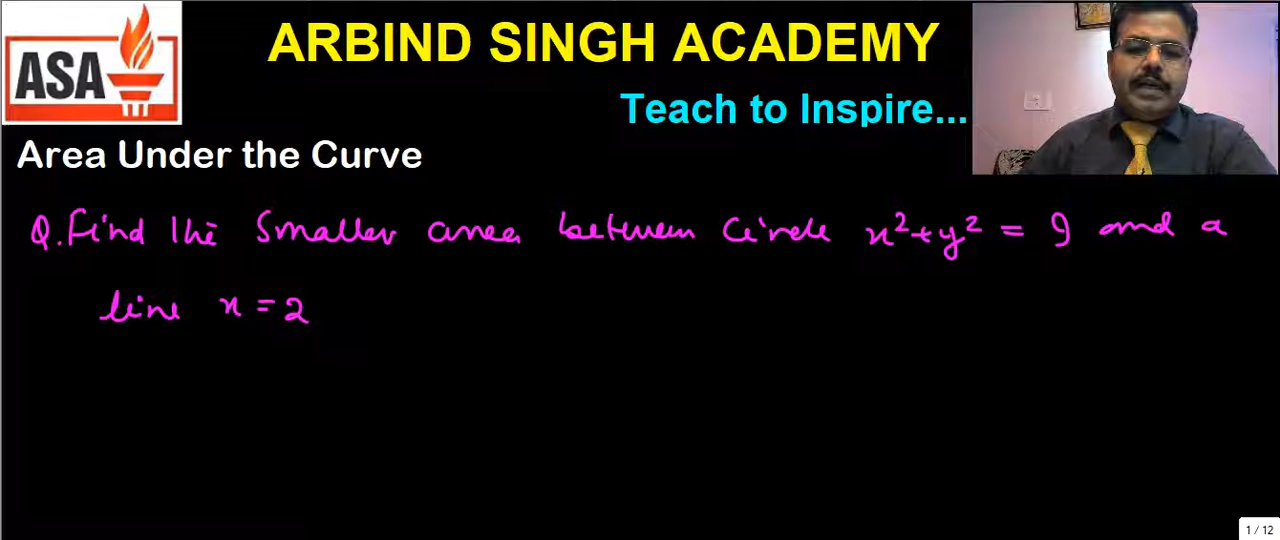 ASA
ARBIND SINGH ACADEMY
Teach to Inspire...
Area Under the Curve
Q. Find the Smaller area between Circle x²+y² = 9 and a
line x = 2
1 / 12